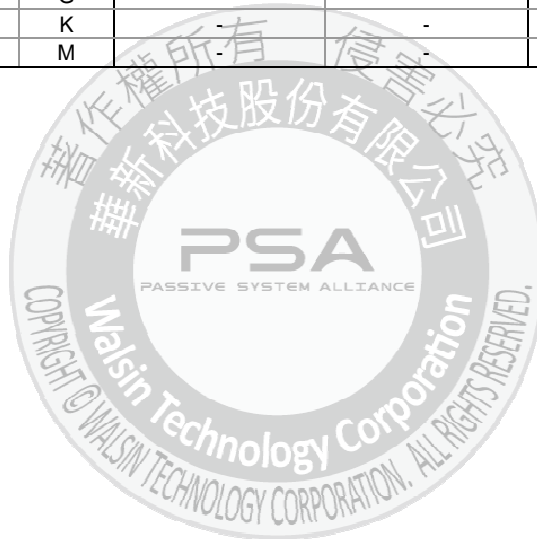 K - -
M - -
著作權所有 侵害必究
華新科技股份有限公司
PSA
PASSIVE SYSTEM ALLIANCE
Walsin Technology Corporation
COPYRIGHT © WALSIN TECHNOLOGY CORPORATION. ALL RIGHTS RESERVED.